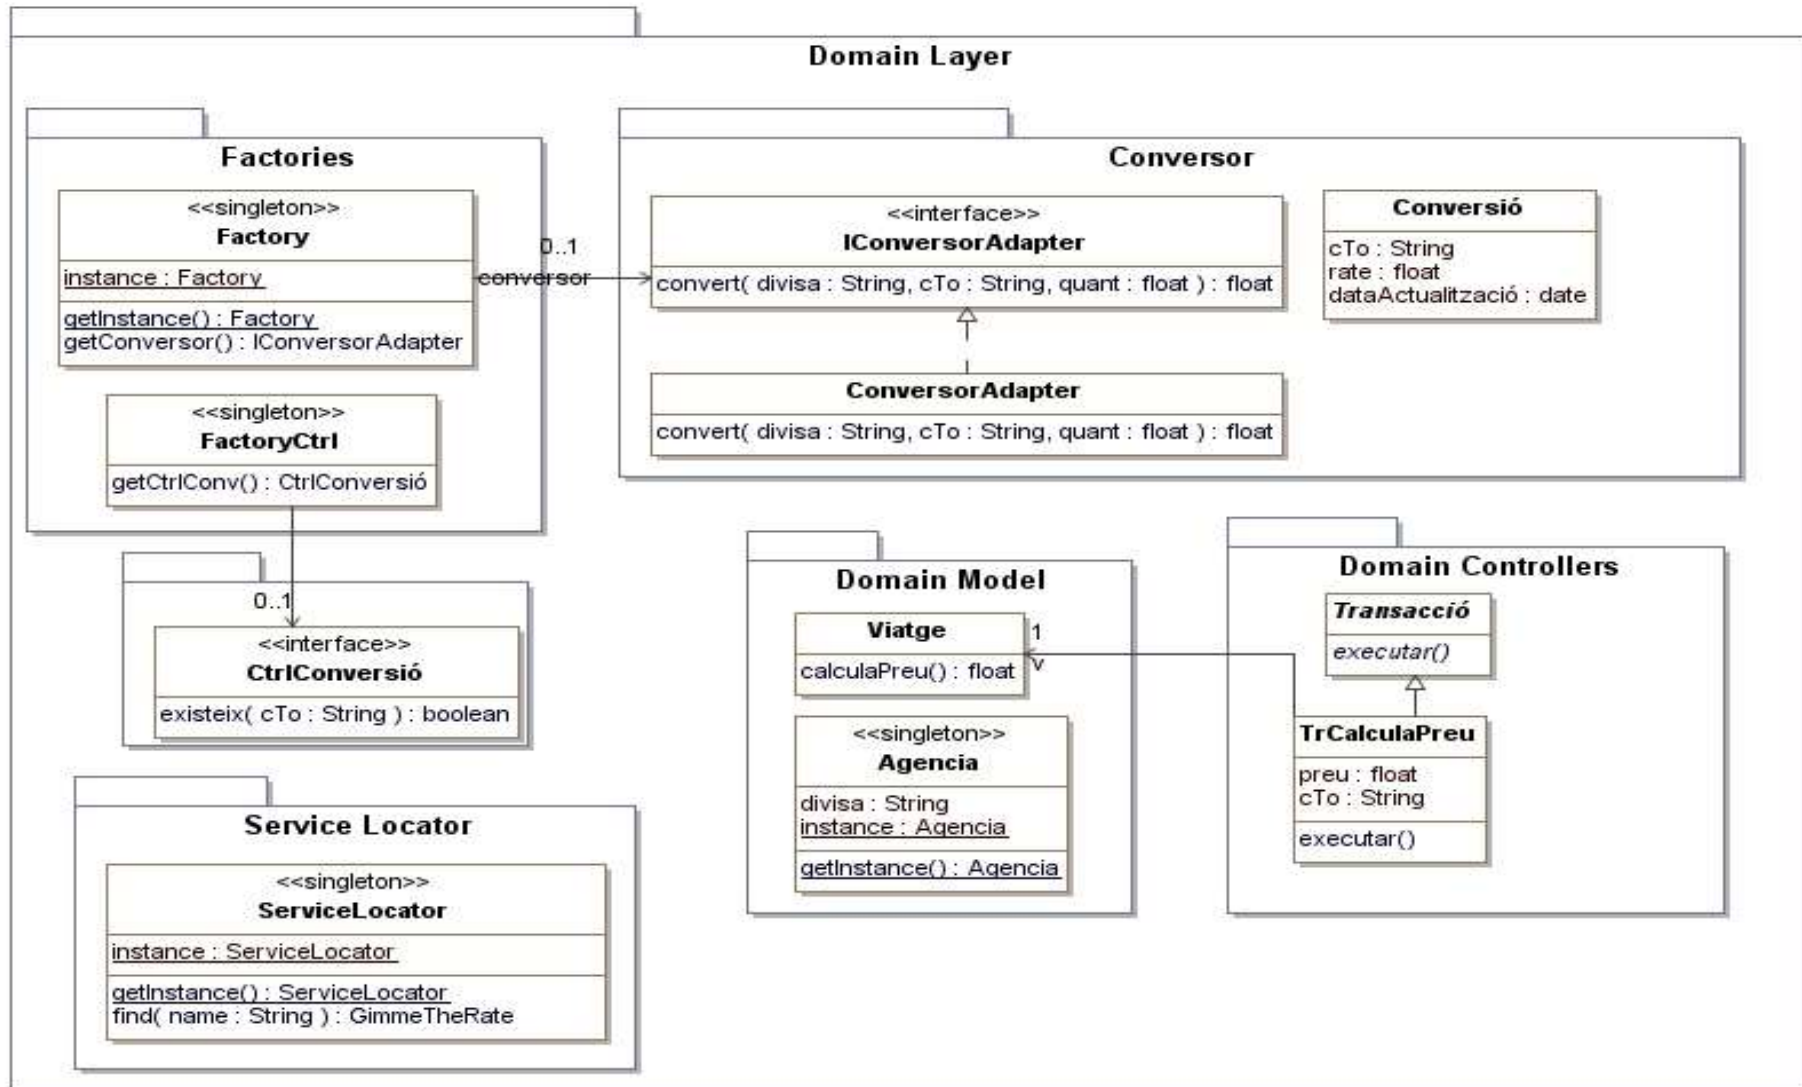 Domain Layer
Factories
<<singleton>>
Factory
instance : Factory
getInstance() : Factory
getConversor() : IConversorAdapter
0..1
conversor
<<singleton>>
FactoryCtrl
getCtrlConv() : CtrlConversió
0..1
<<interface>>
CtrlConversió
existeix( cTo : String ) : boolean
Conversor
<<interface>>
IConversorAdapter
convert( divisa : String, cTo : String, quant : float ) : float
ConversorAdapter
convert( divisa : String, cTo : String, quant : float ) : float
Conversió
cTo : String
rate : float
dataActualització : date
Service Locator
<<singleton>>
ServiceLocator
instance : ServiceLocator
getInstance() : ServiceLocator
find( name : String ) : GimmeTheRate
Domain Model
Viatge
calculaPreu() : float
1
v
<<singleton>>
Agencia
divisa : String
instance : Agencia
getInstance() : Agencia
Domain Controllers
Transacció
executar()
TrCalculaPreu
preu : float
cTo : String
executar()